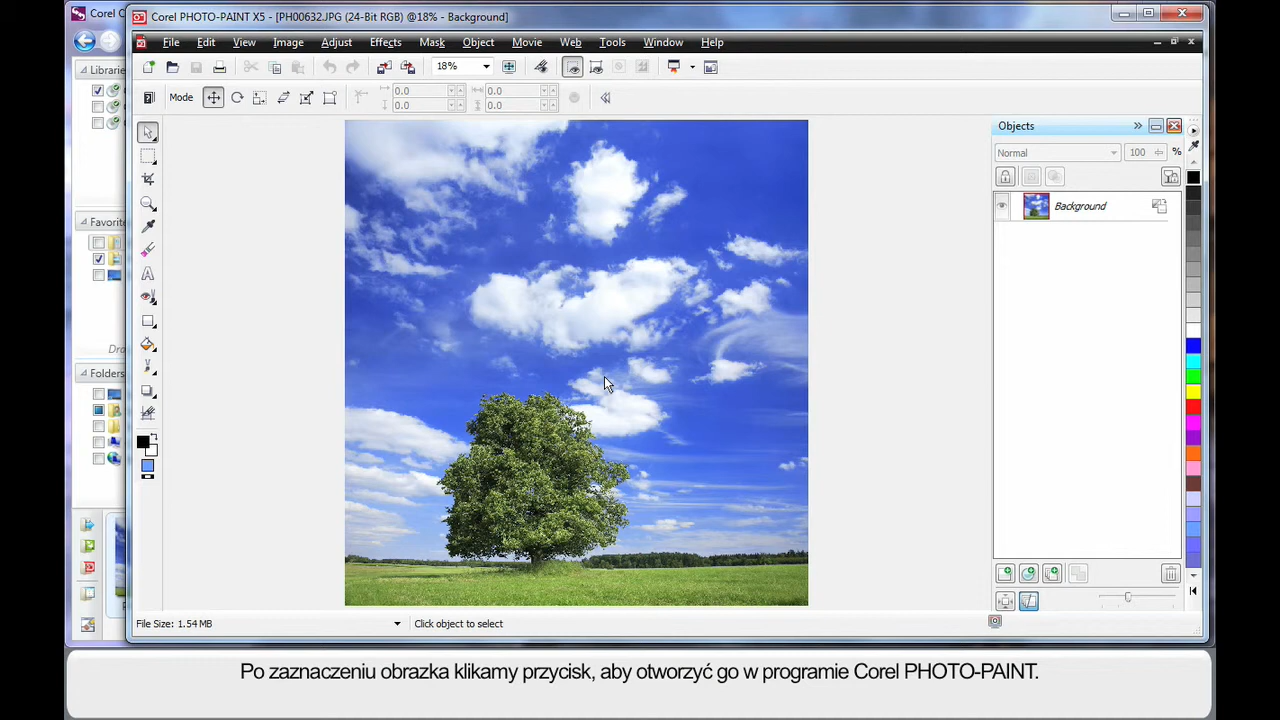 Corel C
Corel PHOTO-PAINT X5 - [PH00632.JPG (24-Bit RGB) @18% - Background]
File Edit View Image Adjust Effects Mask Object Movie Web Tools Window Help
18%
Mode 0.0 0.0
0.0 0.0
Librarie
Favorite
Dra
Folders
Objects
Normal 100 %
Background
File Size: 1.54 MB Click object to select
Po zaznaczeniu obrazka klikamy przycisk, aby otworzyć go w programie Corel PHOTO-PAINT.